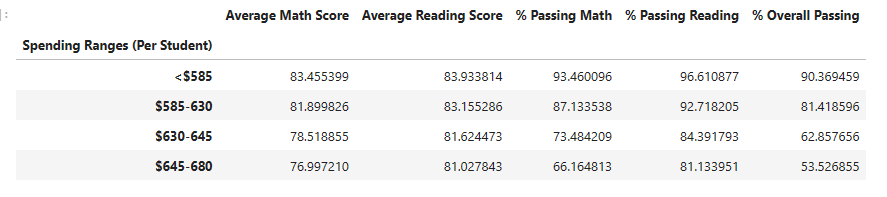 Average Math Score Average Reading Score % Passing Math % Passing Reading % Overall Passing
Spending Ranges (Per Student)
<$585 83.455399 83.933814 93.460096 96.610877 90.369459
$585-630 81.899826 83.155286 87.133538 92.718205 81.418596
$630-645 78.518855 81.624473 73.484209 84.391793 62.857656
$645-680 76.997210 81.027843 66.164813 81.133951 53.526855